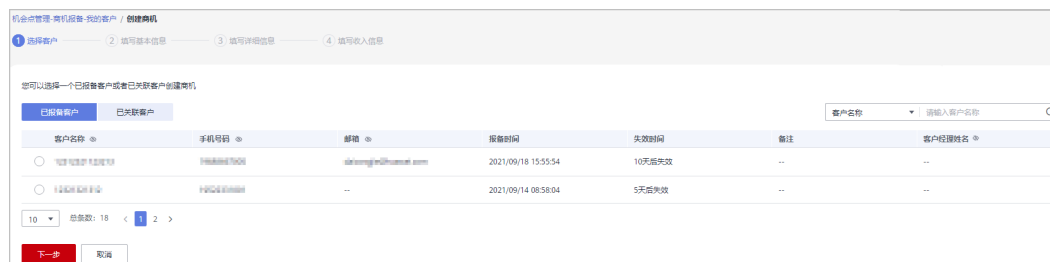 机会点管理-商机报备-我的客户 / 创建商机
1 选择客户 2 填写基本信息 3 填写详细信息 4 填写收入信息
您可以选择一个已报备客户或者已关联客户创建商机
已报备客户 已关联客户 客户名称 请输入客户名称
客户名称 手机号码 邮箱 报备时间 失效时间 备注 客户经理姓名
2021/09/18 15:55:54 10天后失效 -- --
-- 2021/09/14 08:58:04 5天后失效 -- --
10 总条数: 18 < 1 2 >
下一步 取消